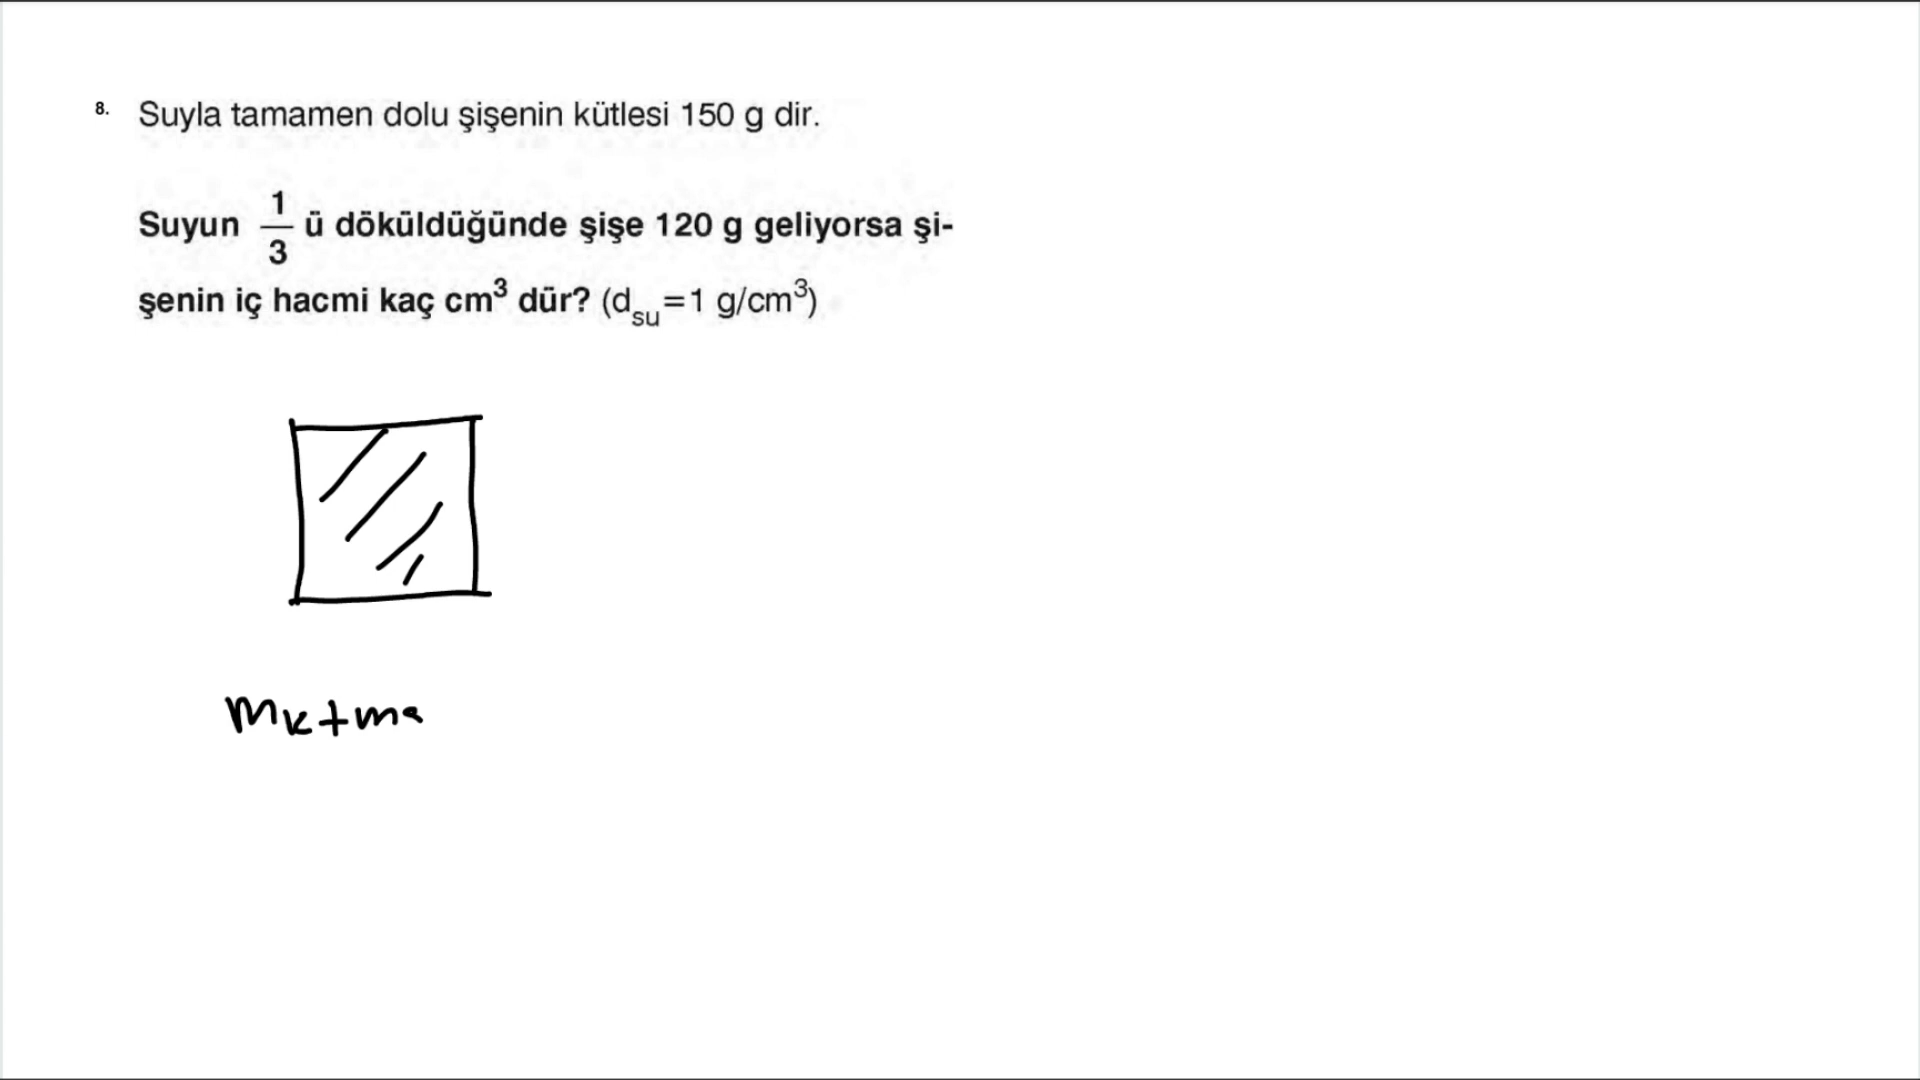 8. Suyla tamamen dolu şişenin kütlesi 150 g dir.
Suyun 1/3 ü döküldüğünde şişe 120 g geliyorsa şi-
şenin iç hacmi kaç cm³ dür? (d_su=1 g/cm³)
mk+ms